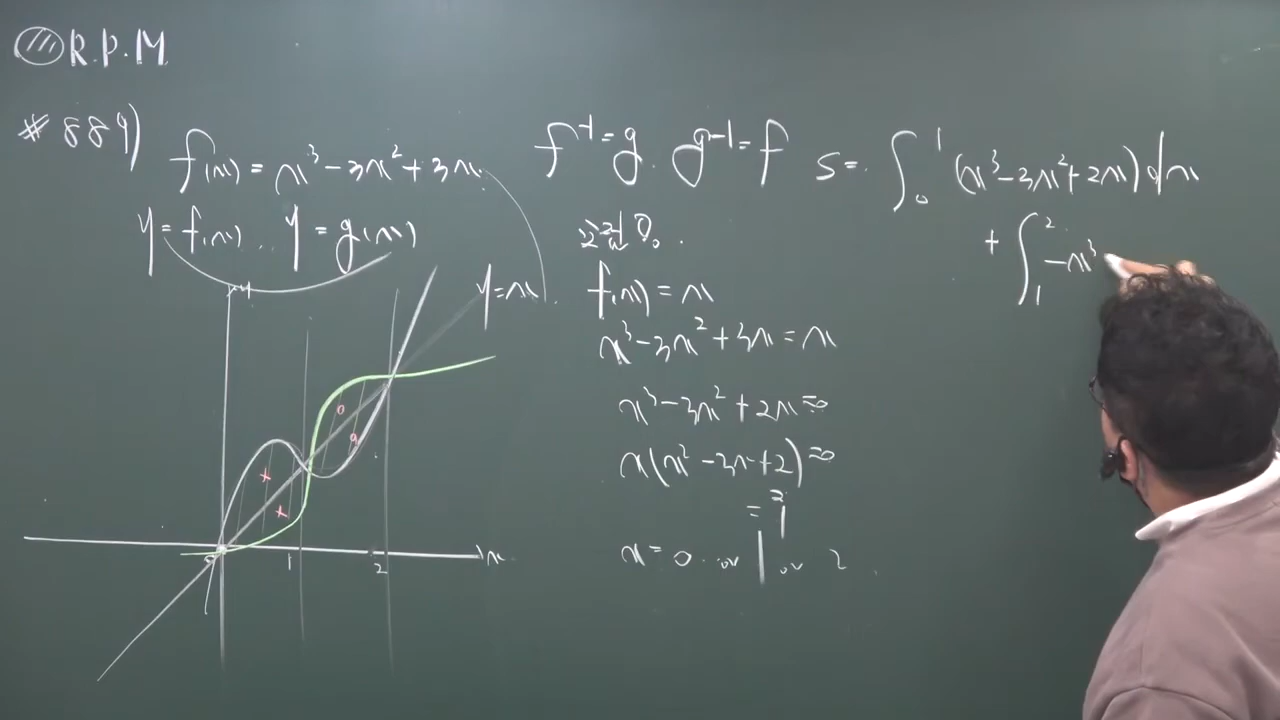 R.P.M
# 889)
f(x) = x³ - 3x² + 3x
y = f(x) . . y = g(x)
f⁻¹ = g . g⁻¹ = f
f(x) = x
x³ - 3x² + 3x = x
x³ - 3x² + 2x = 0
x(x² - 3x + 2) = 0
x = 0 or 1 or 2
S = ∫₀¹ (x³ - 3x² + 2x) dx
+ ∫₁² -x³
y
y = x
x
0
1
2